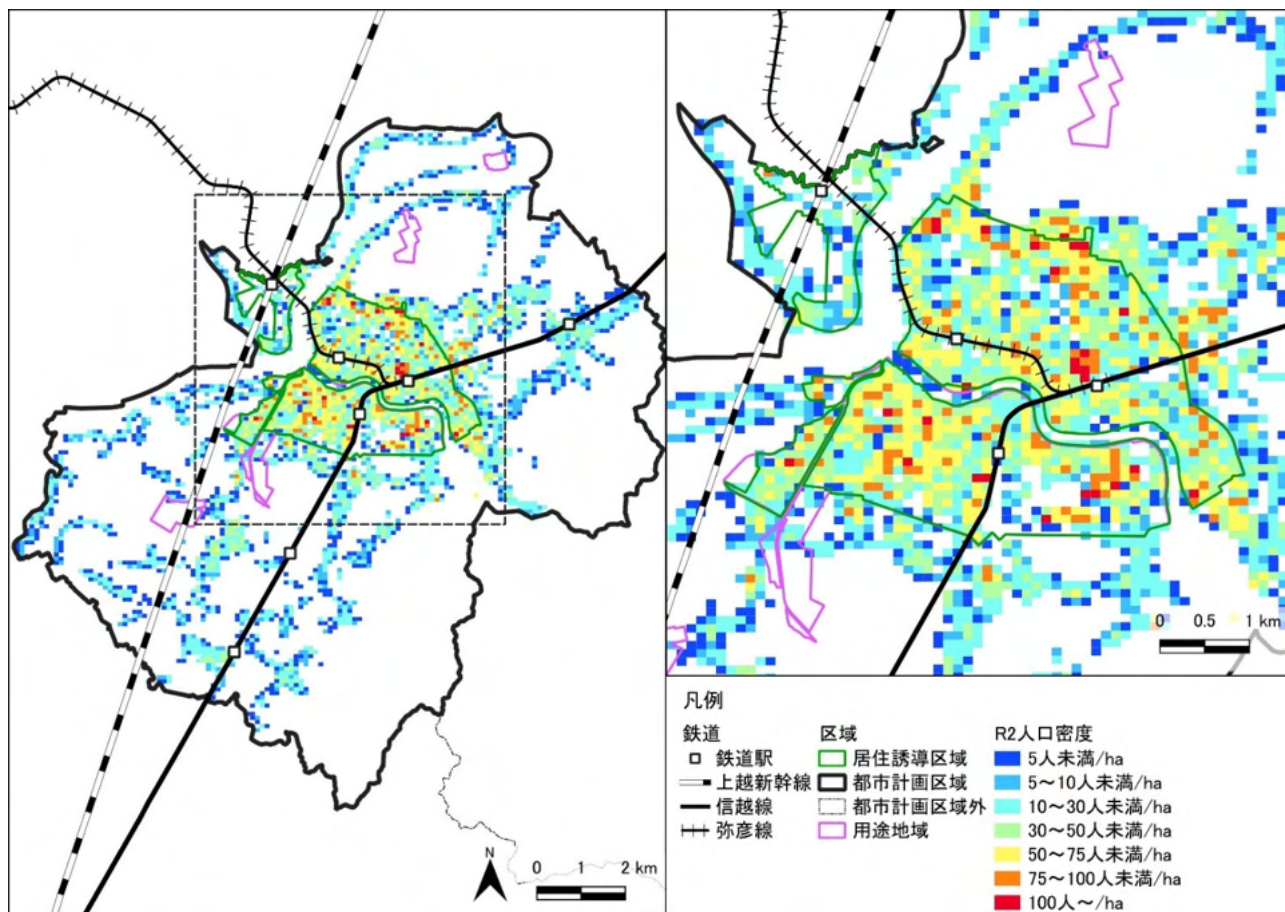 N
0 1 2 km
0 0.5 1 km
凡例
鉄道
鉄道駅
上越新幹線
信越線
弥彦線
区域
居住誘導区域
都市計画区域
都市計画区域外
用途地域
R2人口密度
5人未満/ha
5～10人未満/ha
10～30人未満/ha
30～50人未満/ha
50～75人未満/ha
75～100人未満/ha
100人～/ha